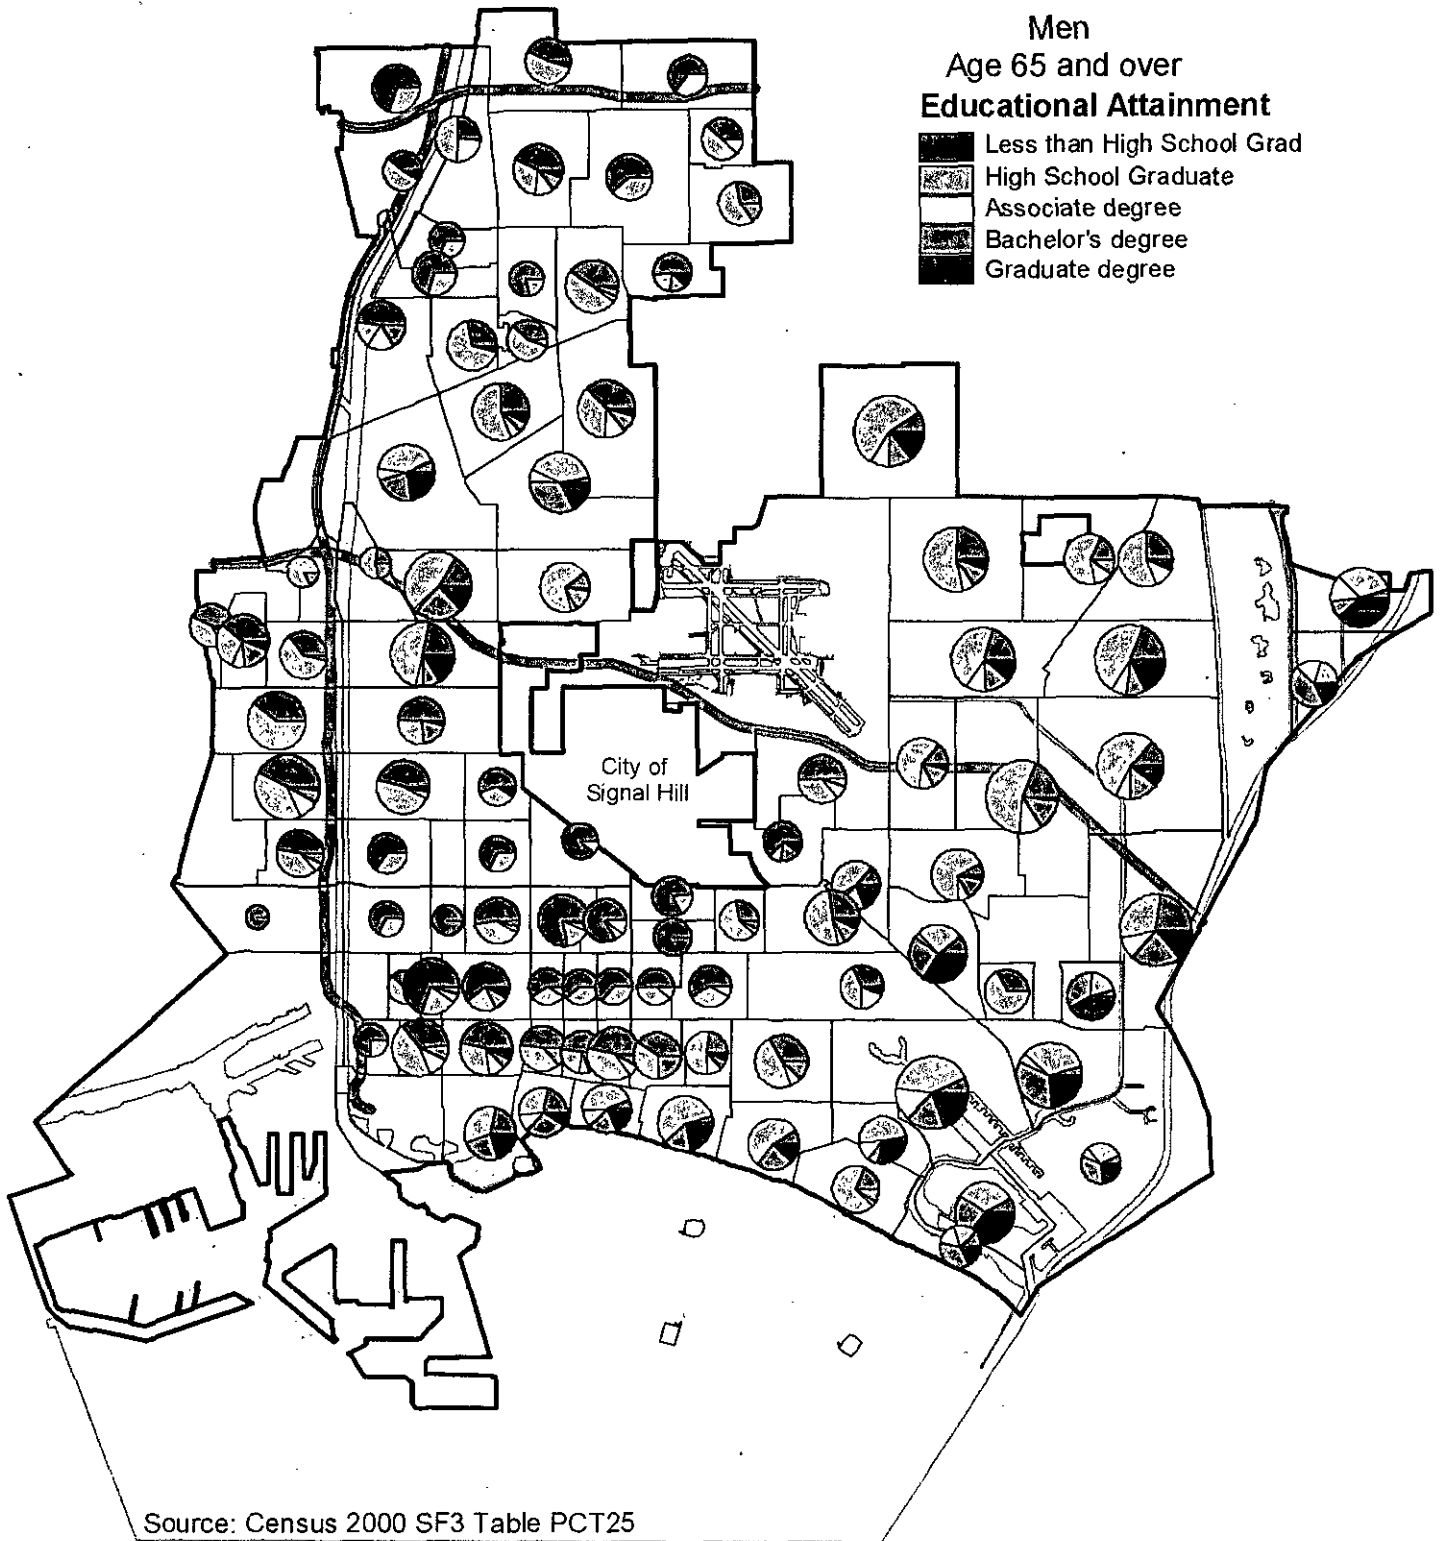 Men
Age 65 and over
Educational Attainment
Less than High School Grad
High School Graduate
Associate degree
Bachelor's degree
Graduate degree
City of
Signal Hill
Source: Census 2000 SF3 Table PCT25